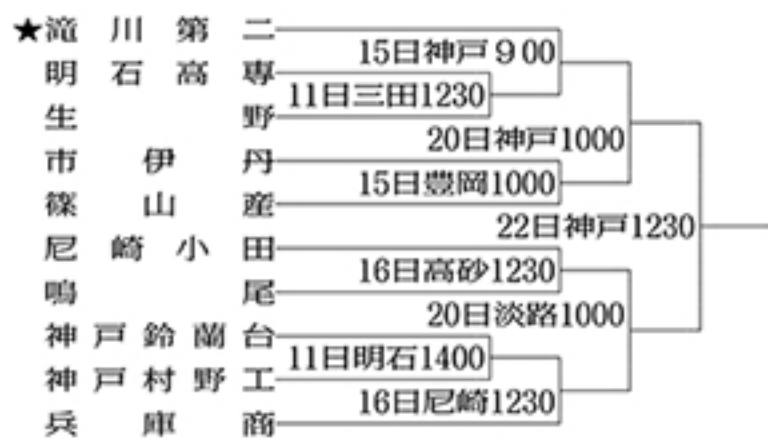 ★滝川第二
15日神戸900
明石高専
11日三田1230
生野
20日神戸1000
市伊丹
15日豊岡1000
篠山産
22日神戸1230
尼崎小田
16日高砂1230
鳴尾
20日淡路1000
神戸鈴蘭台
11日明石1400
神戸村野工
16日尼崎1230
兵庫商